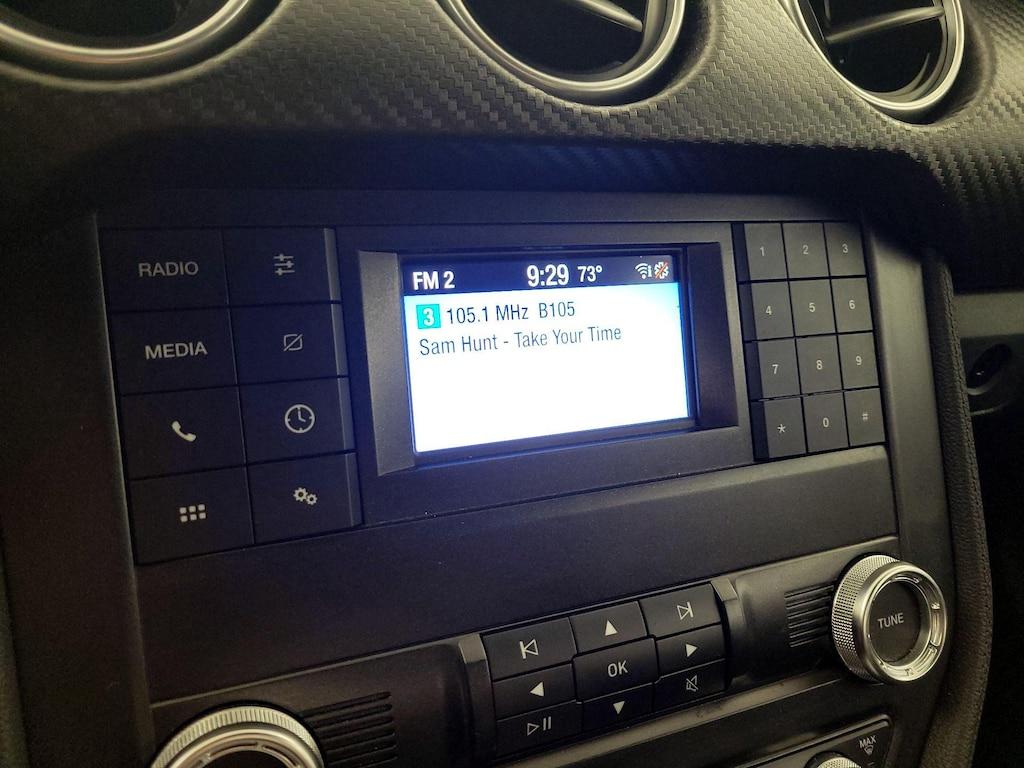 RADIO
MEDIA
FM 2 9:29 73°
3 105.1 MHz B105
Sam Hunt - Take Your Time
1 2 3
4 5 6
7 8 9
* 0 #
OK
TUNE
MAX